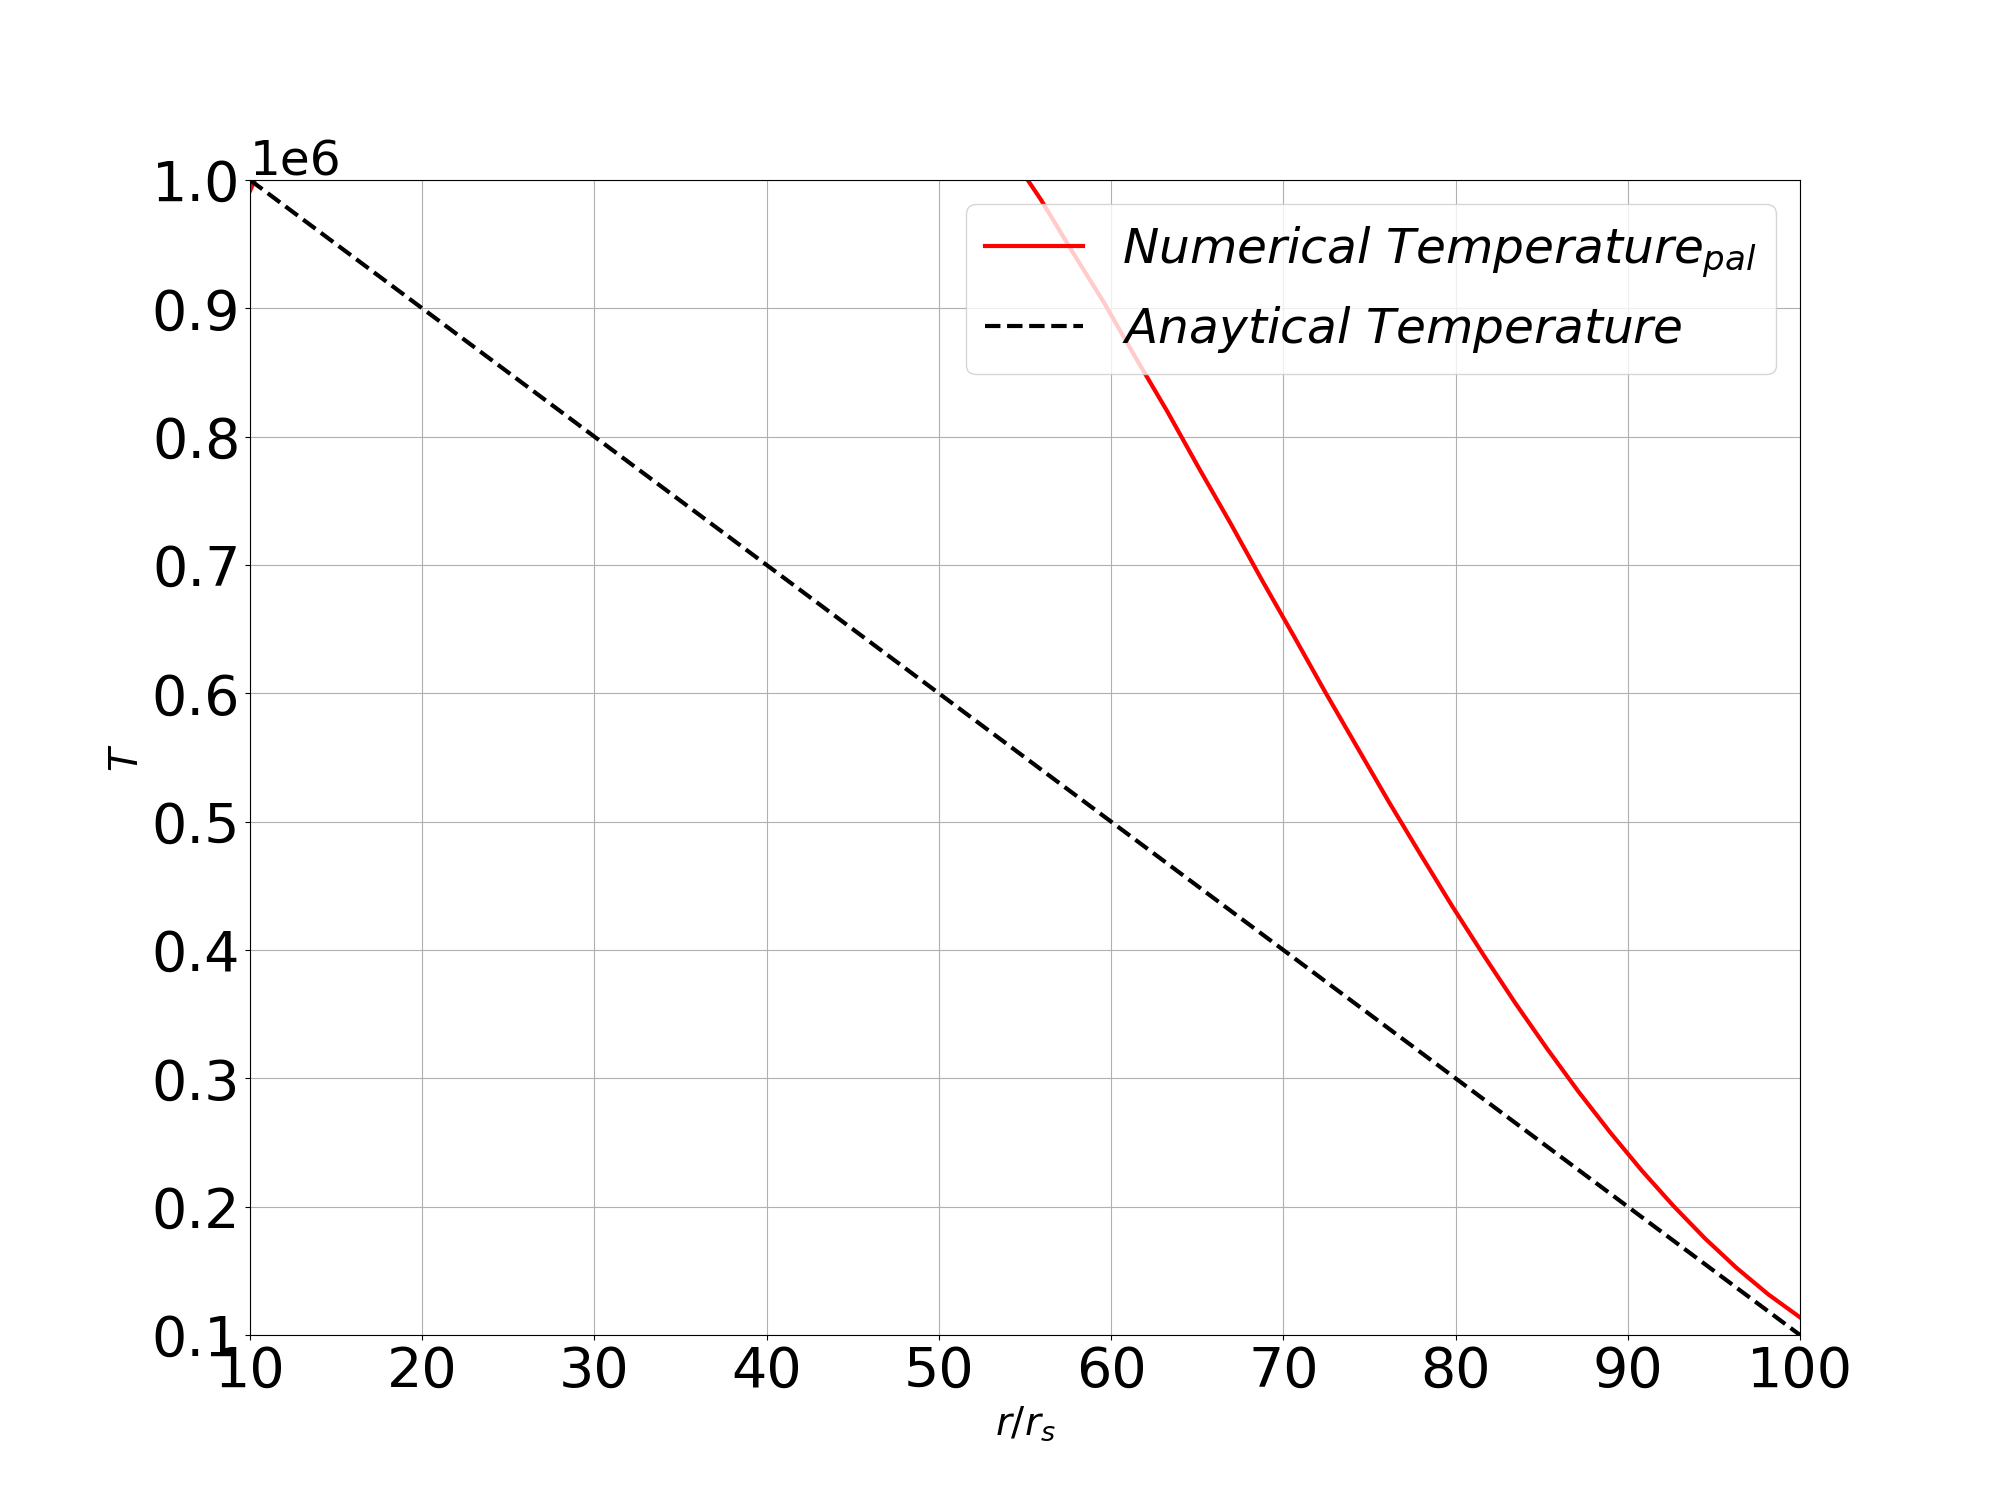 1e6
1.0
0.9
0.8
0.7
0.6
0.5
0.4
0.3
0.2
0.1
T
Numerical Temperature_pal
Anaytical Temperature
10 20 30 40 50 60 70 80 90 100
r/r_s